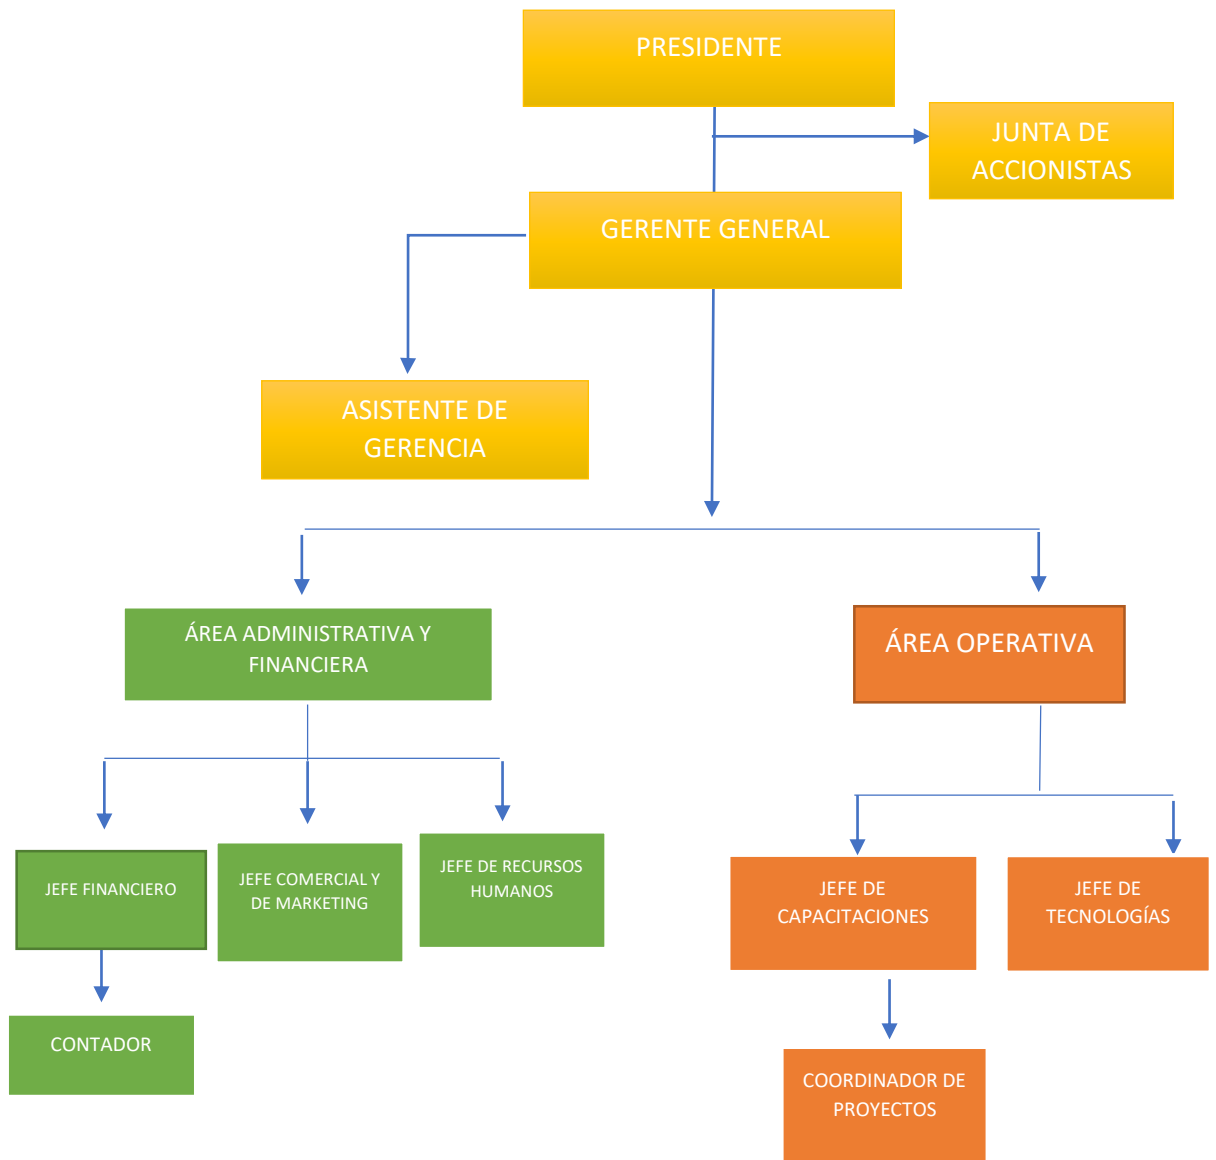 PRESIDENTE
JUNTA DE
ACCIONISTAS
GERENTE GENERAL
ASISTENTE DE
GERENCIA
ÁREA ADMINISTRATIVA Y
FINANCIERA
ÁREA OPERATIVA
JEFE FINANCIERO
JEFE COMERCIAL Y
DE MARKETING
JEFE DE RECURSOS
HUMANOS
JEFE DE
CAPACITACIONES
JEFE DE
TECNOLOGÍAS
CONTADOR
COORDINADOR DE
PROYECTOS